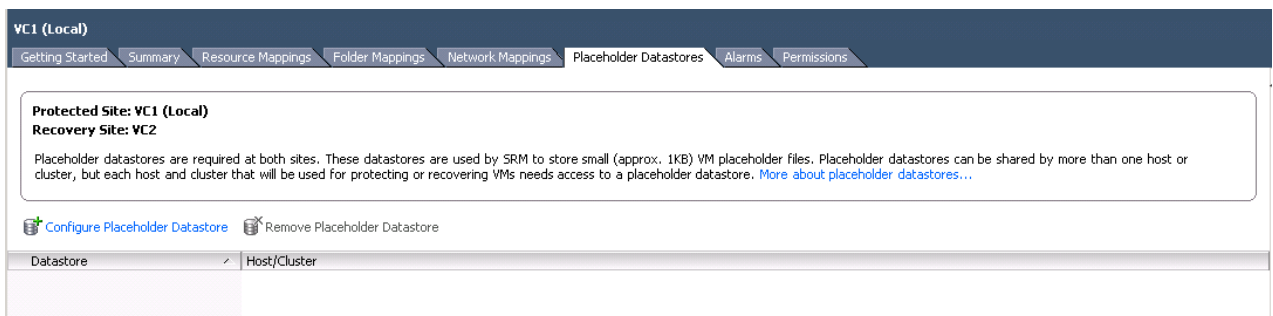 VC1 (Local)
Getting Started Summary Resource Mappings Folder Mappings Network Mappings Placeholder Datastores Alarms Permissions
Protected Site: VC1 (Local)
Recovery Site: VC2
Placeholder datastores are required at both sites. These datastores are used by SRM to store small (approx. 1KB) VM placeholder files. Placeholder datastores can be shared by more than one host or
cluster, but each host and cluster that will be used for protecting or recovering VMs needs access to a placeholder datastore. More about placeholder datastores...
Configure Placeholder Datastore Remove Placeholder Datastore
Datastore Host/Cluster